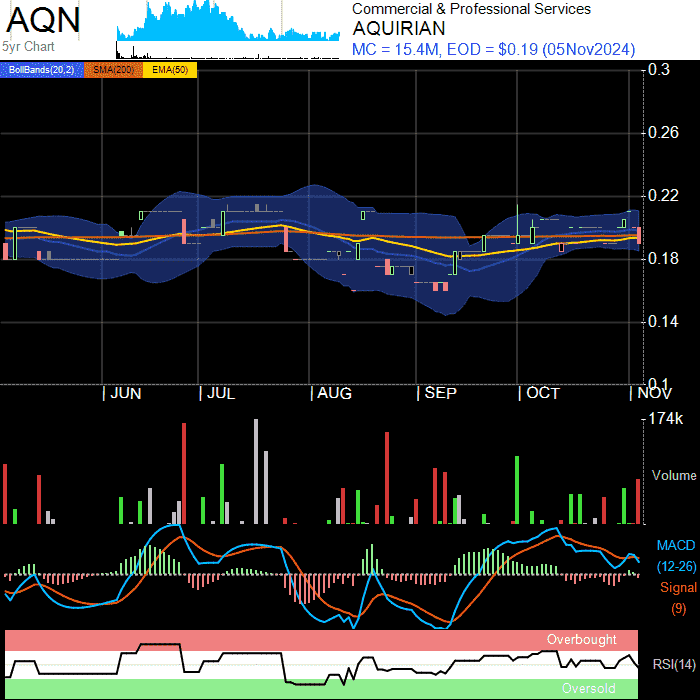 AQN
5yr Chart
Commercial & Professional Services
AQUIRIAN
MC = 15.4M, EOD = $0.19 (05Nov2024)
BollBands(20,2) SMA(200) EMA(50)
0.3
0.26
0.22
0.18
0.14
0.1
JUN JUL AUG SEP OCT NOV
174k
Volume
MACD
(12-26)
Signal
(9)
Overbought
RSI(14)
Oversold